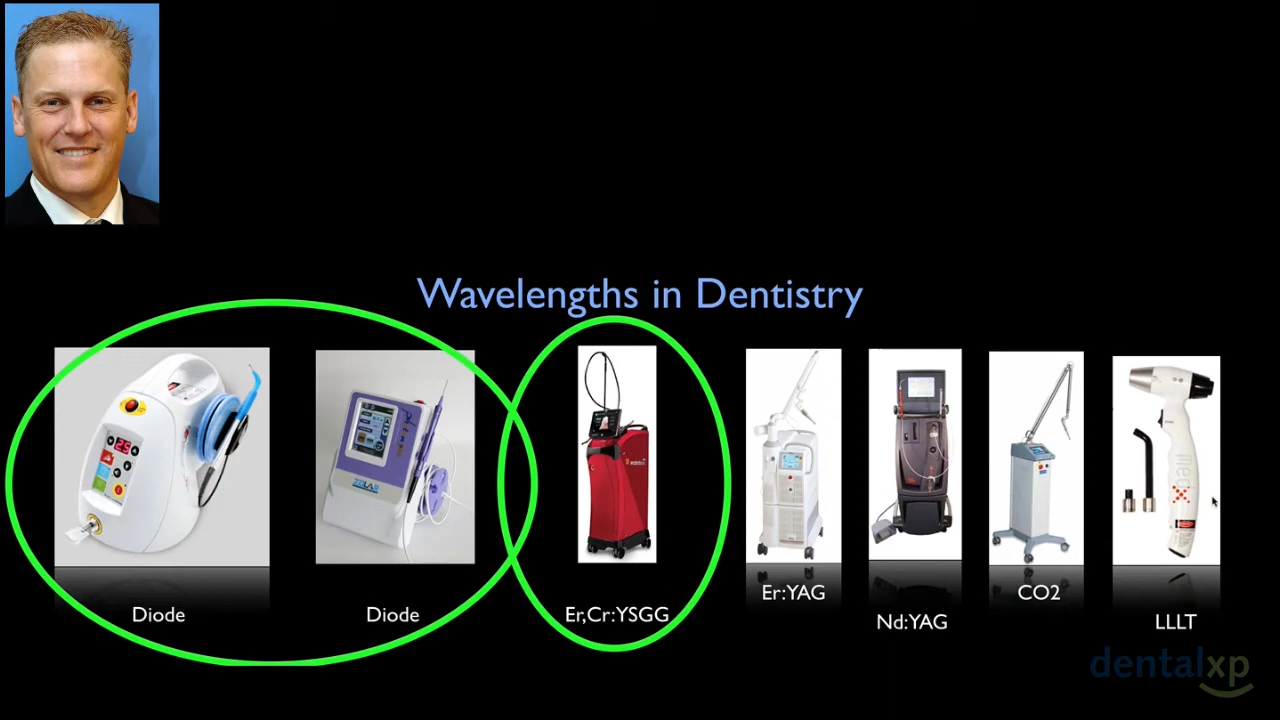 Wavelengths in Dentistry
Diode
Diode
Er,Cr:YSGG
Er:YAG
Nd:YAG
CO2
LLLT
dentalxp